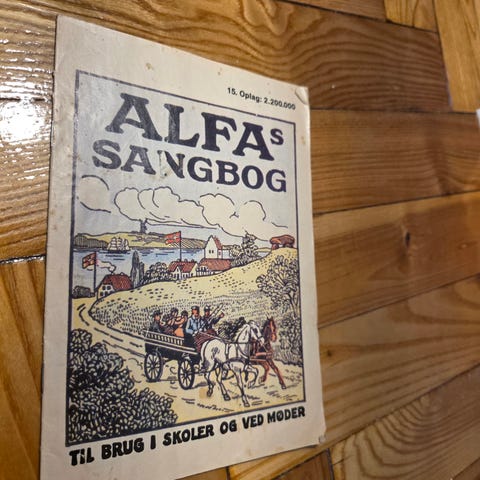 15. Oplag: 2.200.000
ALFAs
SANGBOG
TiL BRUG I SKOLER OG VED MØDER